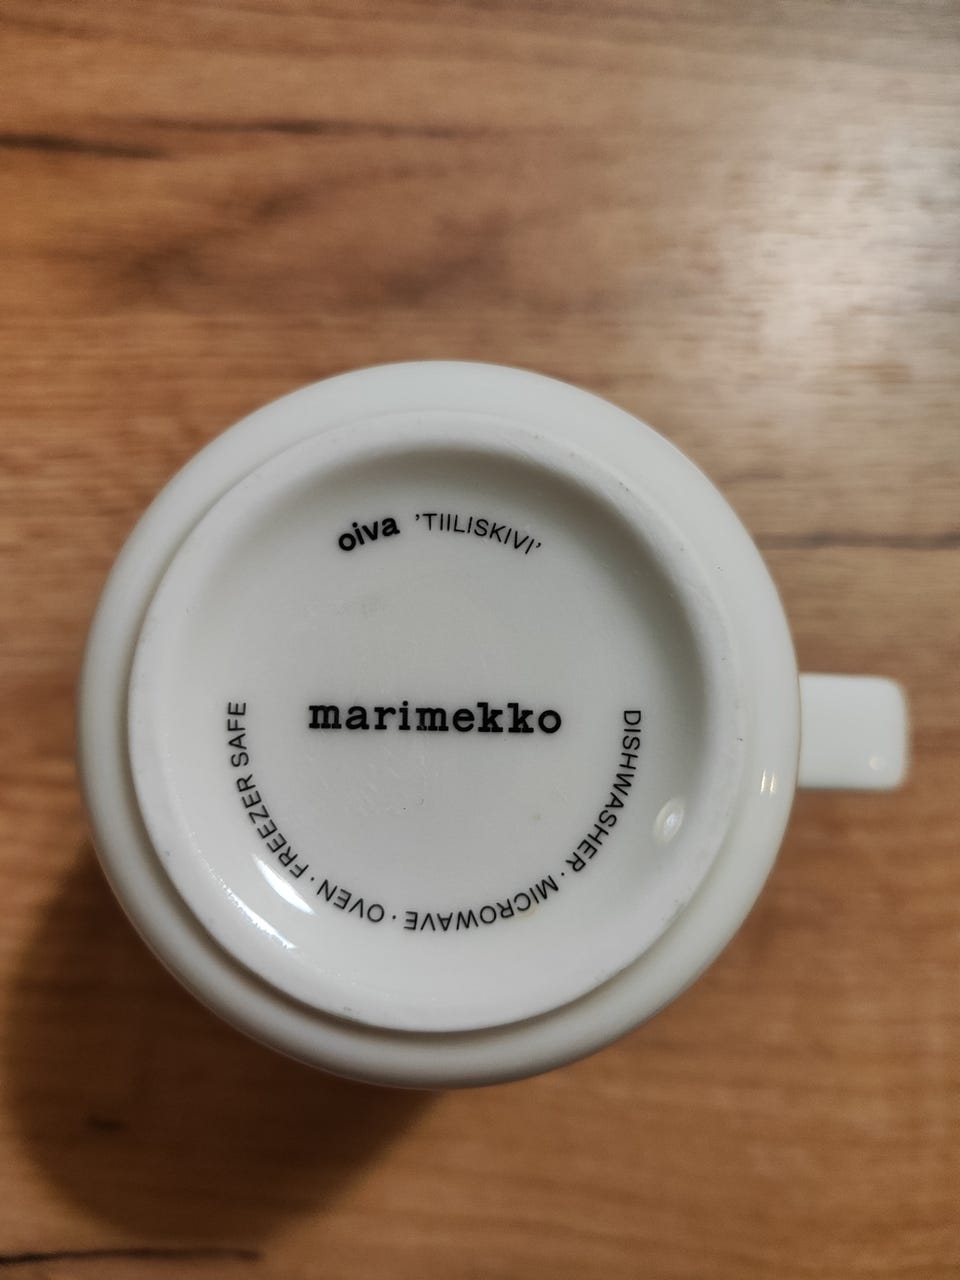 oiva 'TIILISKIVI'
marimekko
DISHWASHER · MICROWAVE · OVEN · FREEZER SAFE